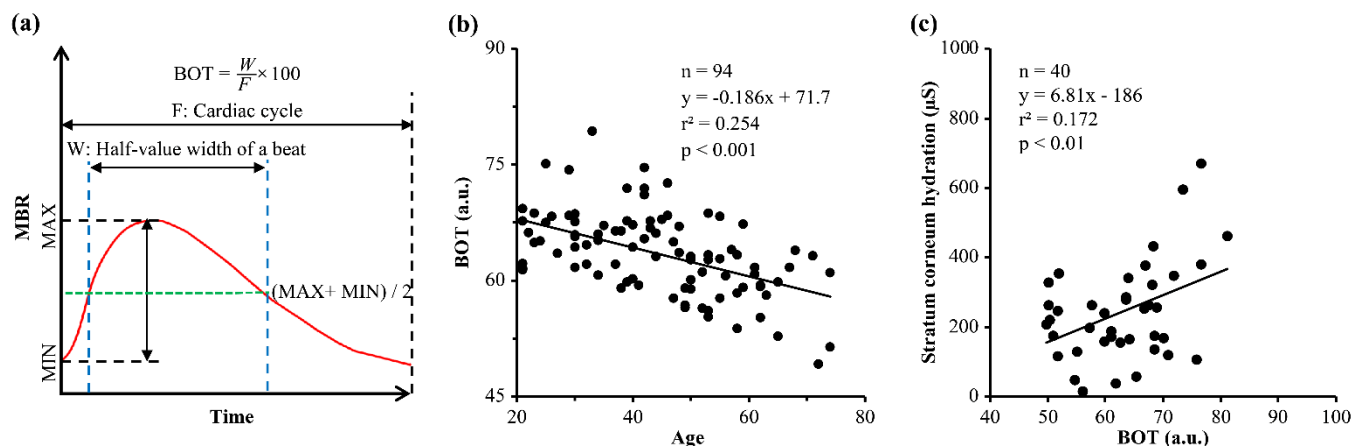 (a)
BOT = W/F × 100
F: Cardiac cycle
W: Half-value width of a beat
MBR
MAX
MIN
(MAX+ MIN) / 2
Time
(b)
n = 94
y = -0.186x + 71.7
r² = 0.254
p < 0.001
BOT (a.u.)
90
75
60
45
20
40
60
80
Age
(c)
n = 40
y = 6.81x - 186
r² = 0.172
p < 0.01
Stratum corneum hydration (µS)
1000
800
600
400
200
0
40
50
60
70
80
90
100
BOT (a.u.)